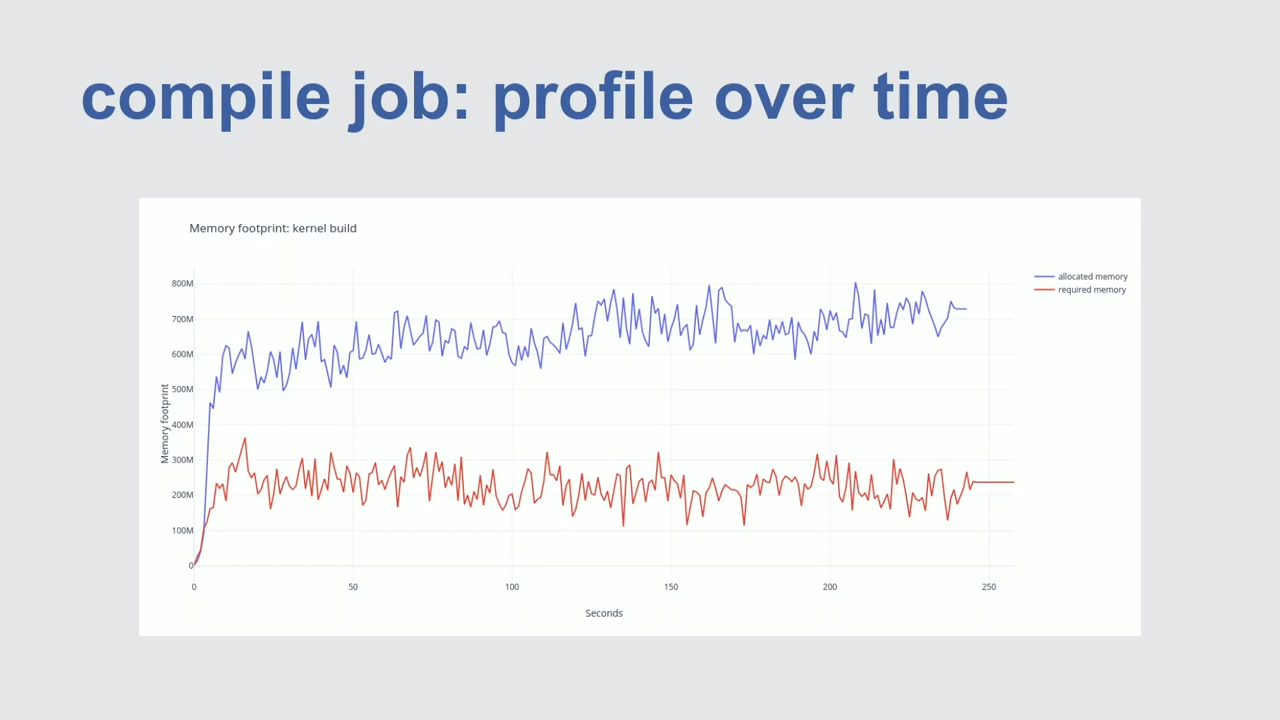 compile job: profile over time
Memory footprint: kernel build
allocated memory
required memory
Memory footprint
800M
700M
600M
500M
400M
300M
200M
100M
0
0 50 100 150 200 250
Seconds